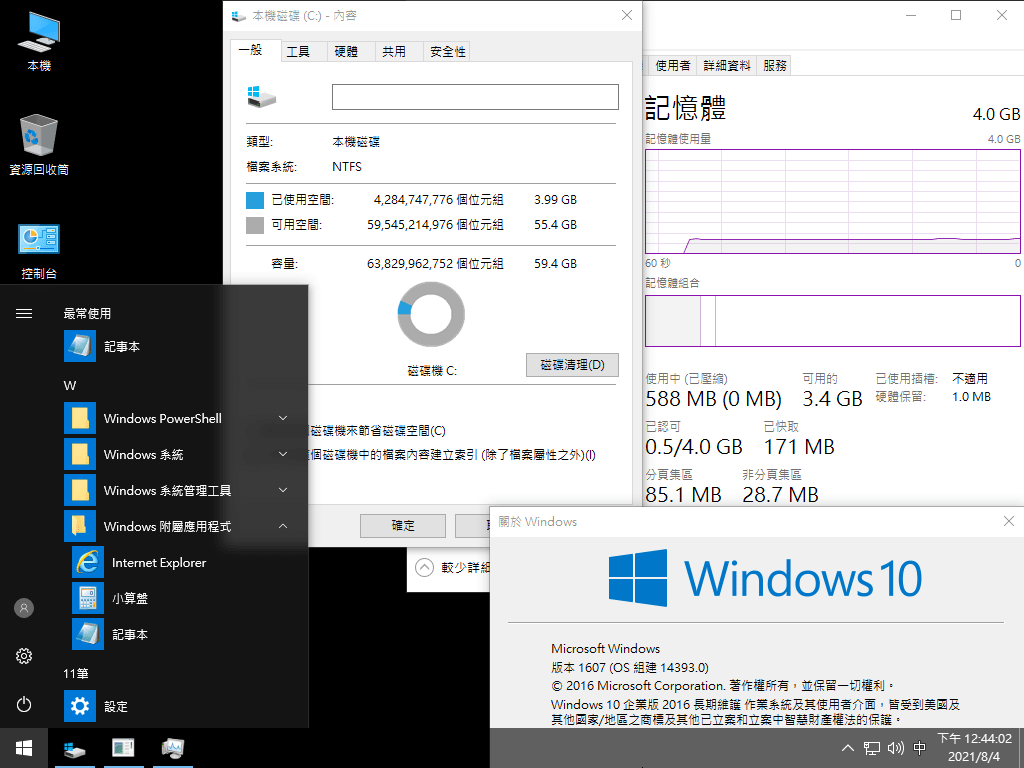 本機
資源回收筒
控制台
本機磁碟 (C:) - 內容
一般 工具 硬體 共用 安全性
類型: 本機磁碟
檔案系統: NTFS
已使用空間: 4,284,747,776 個位元組 3.99 GB
可用空間: 59,545,214,976 個位元組 55.4 GB
容量: 63,829,962,752 個位元組 59.4 GB
磁碟機 C:
磁碟清理(D)
磁碟機來節省磁碟空間(C)
個磁碟機中的檔案內容建立索引 (除了檔案屬性之外)(I)
確定
使用者 詳細資料 服務
記憶體 4.0 GB
記憶體使用量 4.0 GB
60 秒 0
記憶體組合
使用中 (已壓縮) 可用的 已使用插槽: 不適用
588 MB (0 MB) 3.4 GB 硬體保留: 1.0 MB
已認可 已快取
0.5/4.0 GB 171 MB
分頁集區 非分頁集區
85.1 MB 28.7 MB
較少詳細
最常使用
記事本
W
Windows PowerShell
Windows 系統
Windows 系統管理工具
Windows 附屬應用程式
Internet Explorer
小算盤
記事本
11筆
設定
關於 Windows
Windows 10
Microsoft Windows
版本 1607 (OS 組建 14393.0)
© 2016 Microsoft Corporation. 著作權所有，並保留一切權利。
Windows 10 企業版 2016 長期維護 作業系統及其使用者介面，皆受到美國及
其他國家/地區之商標及其他已立案和立案中智慧財產權法的保護。
中
下午 12:44:02
2021/8/4